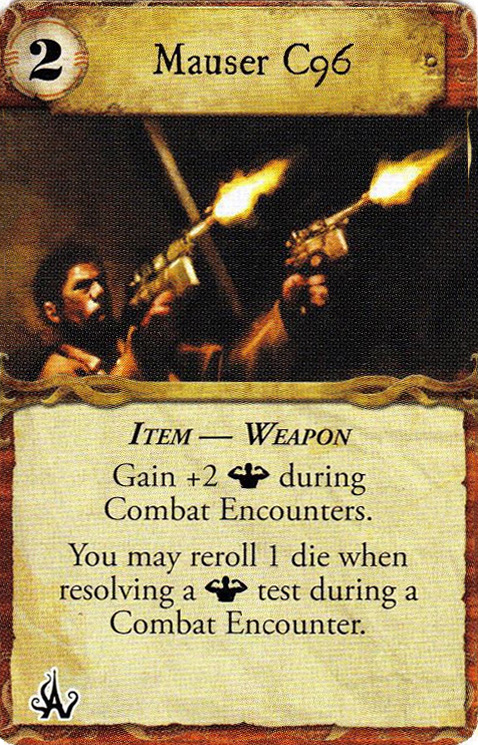 2
Mauser C96
Item — Weapon
Gain +2 during
Combat Encounters.
You may reroll 1 die when
resolving a test during a
Combat Encounter.